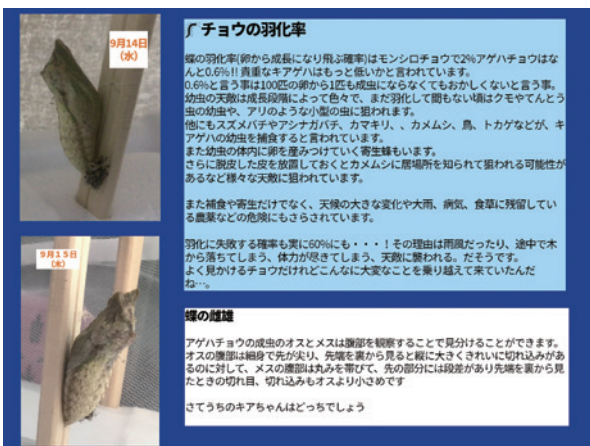 9月14日
(水)
チョウの羽化率
蝶の羽化率(卵から成長になり飛ぶ確率)はモンシロチョウで2%アゲハチョウはな
んと0.6%!! 貴重なキアゲハはもっと低いかと言われています。
0.6%と言う事は100匹の卵から1匹も成虫にならなくてもおかしくないと言う事。
幼虫の天敵は成長段階によって色々で、まだ羽化して間もない頃はクモやてんとう
虫の幼虫や、アリのような小型の虫に狙われます。
他にもスズメバチやアシナガバチ、カマキリ、、カメムシ、鳥、トカゲなどが、キ
アゲハの幼虫を捕食すると言われています。
また幼虫の体内に卵を産みつけていく寄生蜂もいます。
さらに脱皮した皮を放置しておくとカメムシに居場所を知られて狙われる可能性が
あるなど様々な天敵に狙われています。
また捕食や寄生だけでなく、天候の大きな変化や大雨、病気、食草に残留してい
る農薬などの危険にもさらされています。
羽化に失敗する確率も実に60%にも・・・！その理由は雨風だったり、途中で木
から落ちてしまう、体力が尽きてしまう、天敵に襲われる。だそうです。
よく見かけるチョウだけれどこんなに大変なことを乗り越えて来ていたんだ
ね…。
9月15日
(木)
蝶の雌雄
アゲハチョウの成虫のオスとメスは腹部を観察することで見分けることができます。
オスの腹部は細身で先が尖り、先端を裏から見ると縦に大きくきれいに切れ込みがあ
るのに対して、メスの腹部は丸みを帯びて、先の部分には段差があり先端を裏から見
たときの切れ目、切れ込みもオスより小さめです
さてうちのキアちゃんはどっちでしょう